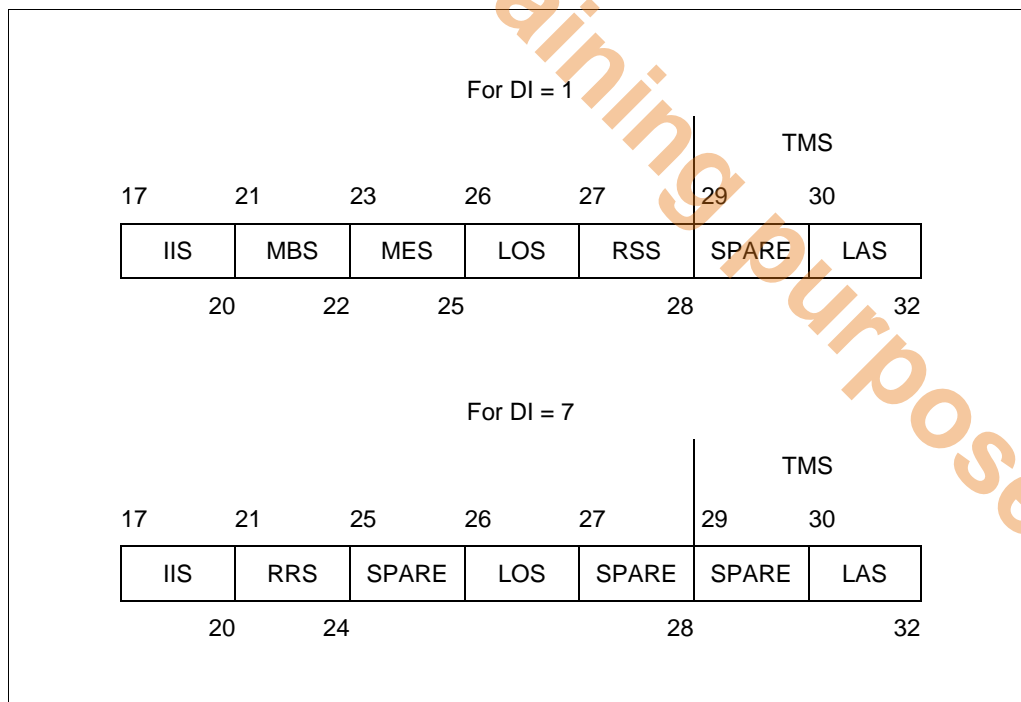 For DI = 1
TMS
17 21 23 26 27 29 30
IIS MBS MES LOS RSS SPARE LAS
20 22 25 28 32
For DI = 7
TMS
17 21 25 26 27 29 30
IIS RRS SPARE LOS SPARE SPARE LAS
20 24 28 32
aining purpose